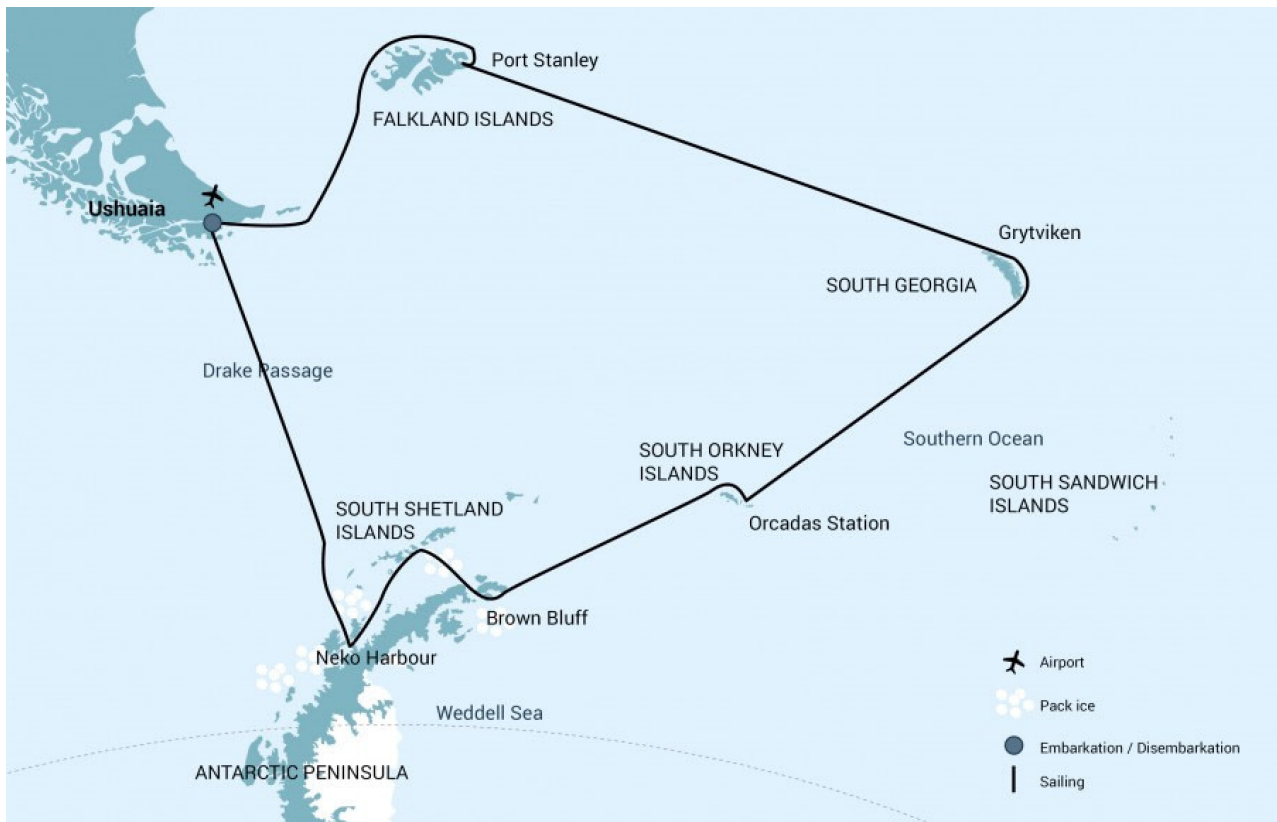 Port Stanley
FALKLAND ISLANDS
Ushuaia
Grytviken
SOUTH GEORGIA
Drake Passage
Southern Ocean
SOUTH ORKNEY
ISLANDS
SOUTH SANDWICH
ISLANDS
SOUTH SHETLAND
ISLANDS
Orcadas Station
Brown Bluff
Neko Harbour
Weddell Sea
ANTARCTIC PENINSULA
Airport
Pack ice
Embarkation / Disembarkation
Sailing